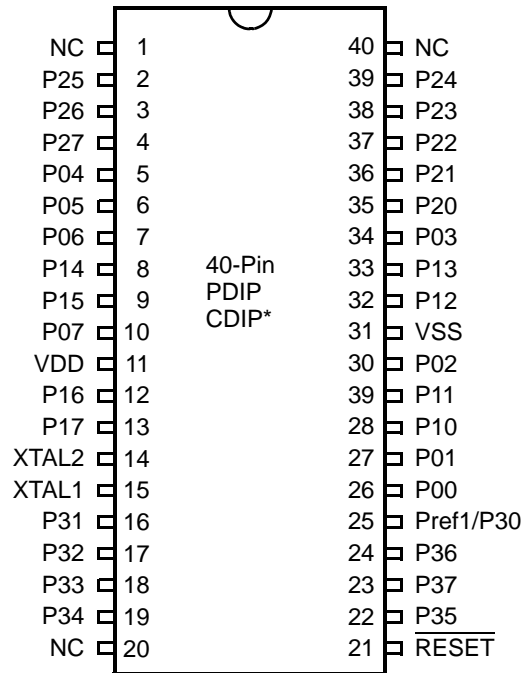 NC 1 40 NC
P25 2 39 P24
P26 3 38 P23
P27 4 37 P22
P04 5 36 P21
P05 6 35 P20
P06 7 34 P03
P14 8 40-Pin 33 P13
P15 9 PDIP 32 P12
P07 10 CDIP* 31 VSS
VDD 11 30 P02
P16 12 39 P11
P17 13 28 P10
XTAL2 14 27 P01
XTAL1 15 26 P00
P31 16 25 Pref1/P30
P32 17 24 P36
P33 18 23 P37
P34 19 22 P35
NC 20 21 RESET